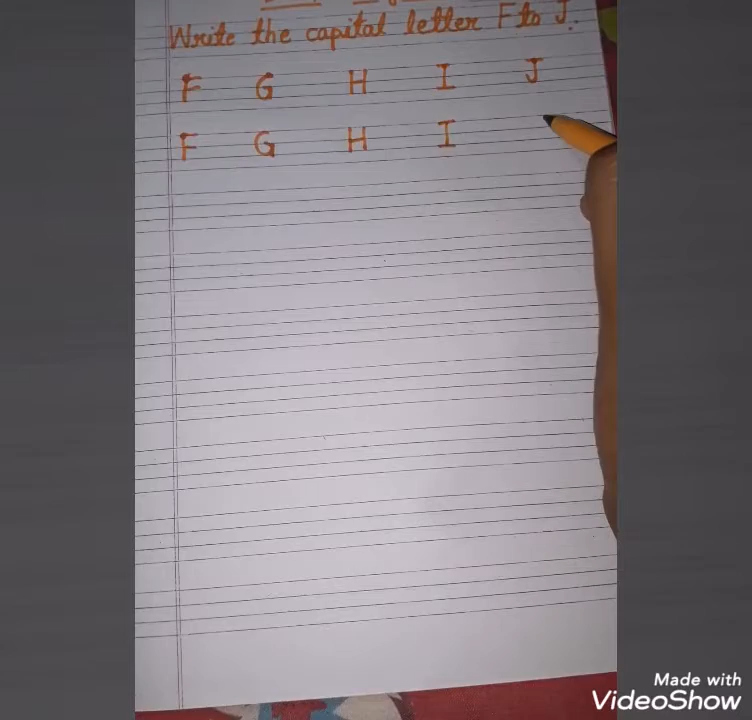 Write the capital letter F to J.
F G H I J
F G H I
Made with
VideoShow